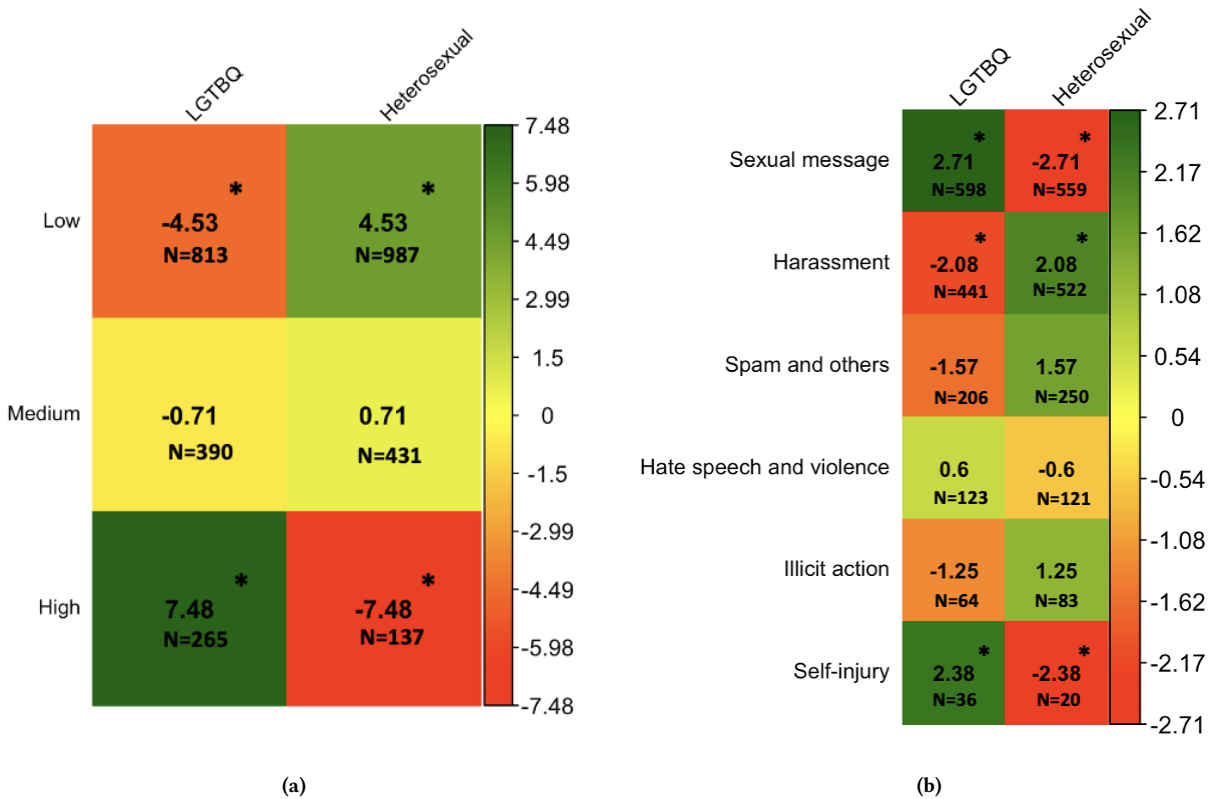 LGTBQ
Heterosexual
Low
-4.53
*
N=813
4.53
*
N=987
Medium
-0.71
N=390
0.71
N=431
High
7.48
*
N=265
-7.48
*
N=137
7.48
5.98
4.49
2.99
1.5
0
-1.5
-2.99
-4.49
-5.98
-7.48
(a)
LGTBQ
Heterosexual
Sexual message
2.71
*
N=598
-2.71
*
N=559
Harassment
-2.08
*
N=441
2.08
*
N=522
Spam and others
-1.57
N=206
1.57
N=250
Hate speech and violence
0.6
N=123
-0.6
N=121
Illicit action
-1.25
N=64
1.25
N=83
Self-injury
2.38
*
N=36
-2.38
*
N=20
2.71
2.17
1.62
1.08
0.54
0
-0.54
-1.08
-1.62
-2.17
-2.71
(b)